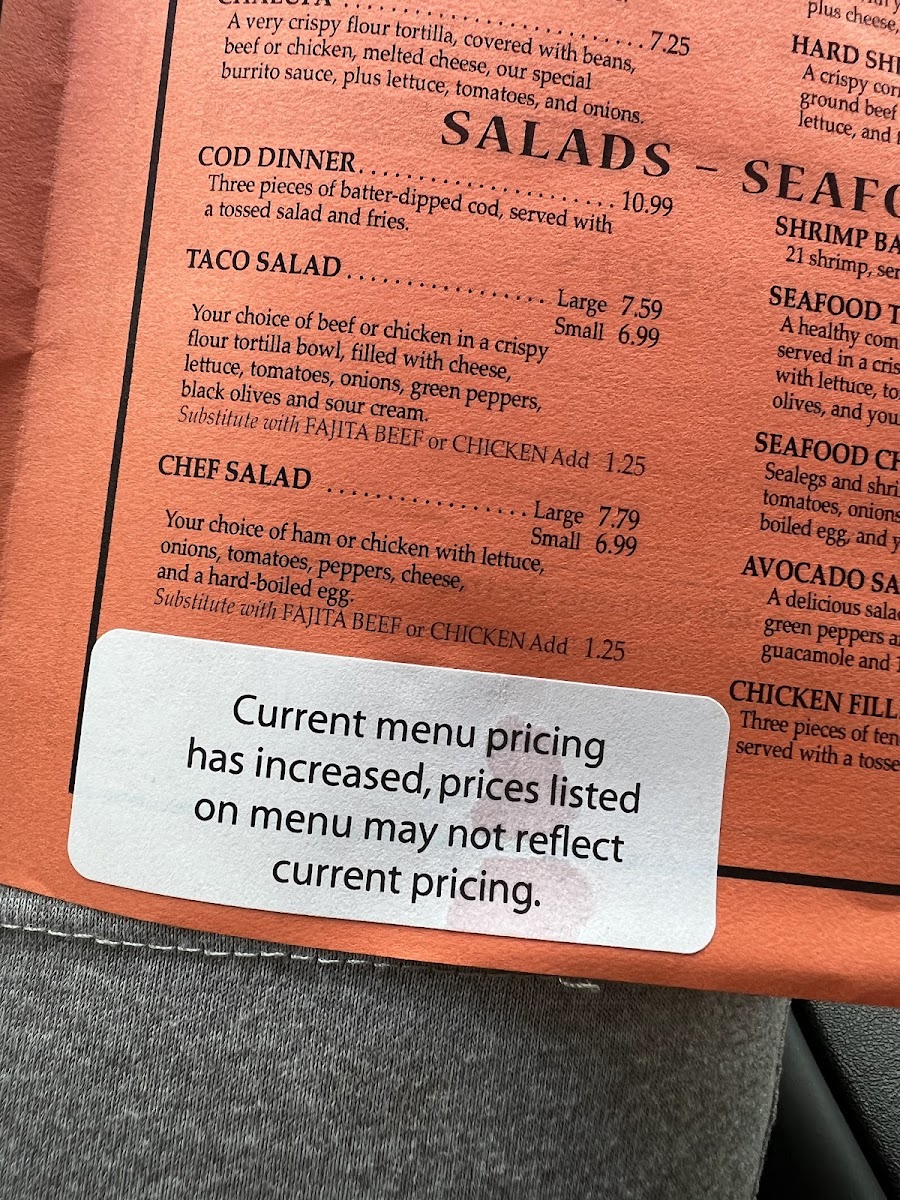 CHALUPA . . . . . . . . . . . . . . . . . . . . . . . . . . . 7.25
A very crispy flour tortilla, covered with beans,
beef or chicken, melted cheese, our special
burrito sauce, plus lettuce, tomatoes, and onions.
plus cheese,
HARD SH
A crispy
ground beef
lettuce, and
SALADS – SEAFO
COD DINNER . . . . . . . . . . . . . . . . . . . . . . . . 10.99
Three pieces of batter-dipped cod, served with
a tossed salad and fries.
TACO SALAD . . . . . . . . . . . . . . . . . . Large 7.59
Small 6.99
Your choice of beef or chicken in a crispy
flour tortilla bowl, filled with cheese,
lettuce, tomatoes, onions, green peppers,
black olives and sour cream.
Substitute with FAJITA BEEF or CHICKEN Add 1.25
CHEF SALAD . . . . . . . . . . . . . . . . . . Large 7.79
Small 6.99
Your choice of ham or chicken with lettuce,
onions, tomatoes, peppers, cheese,
and a hard-boiled egg.
Substitute with FAJITA BEEF or CHICKEN Add 1.25
SHRIMP BA
21 shrimp, ser
SEAFOOD T
A healthy com
served in a cris
with lettuce, to
olives, and you
SEAFOOD CH
Sealegs and shri
tomatoes, onions
boiled egg, and y
AVOCADO SA
A delicious sala
green peppers a
guacamole and
CHICKEN FILL
Three pieces of ten
served with a tosse
Current menu pricing
has increased, prices listed
on menu may not reflect
current pricing.